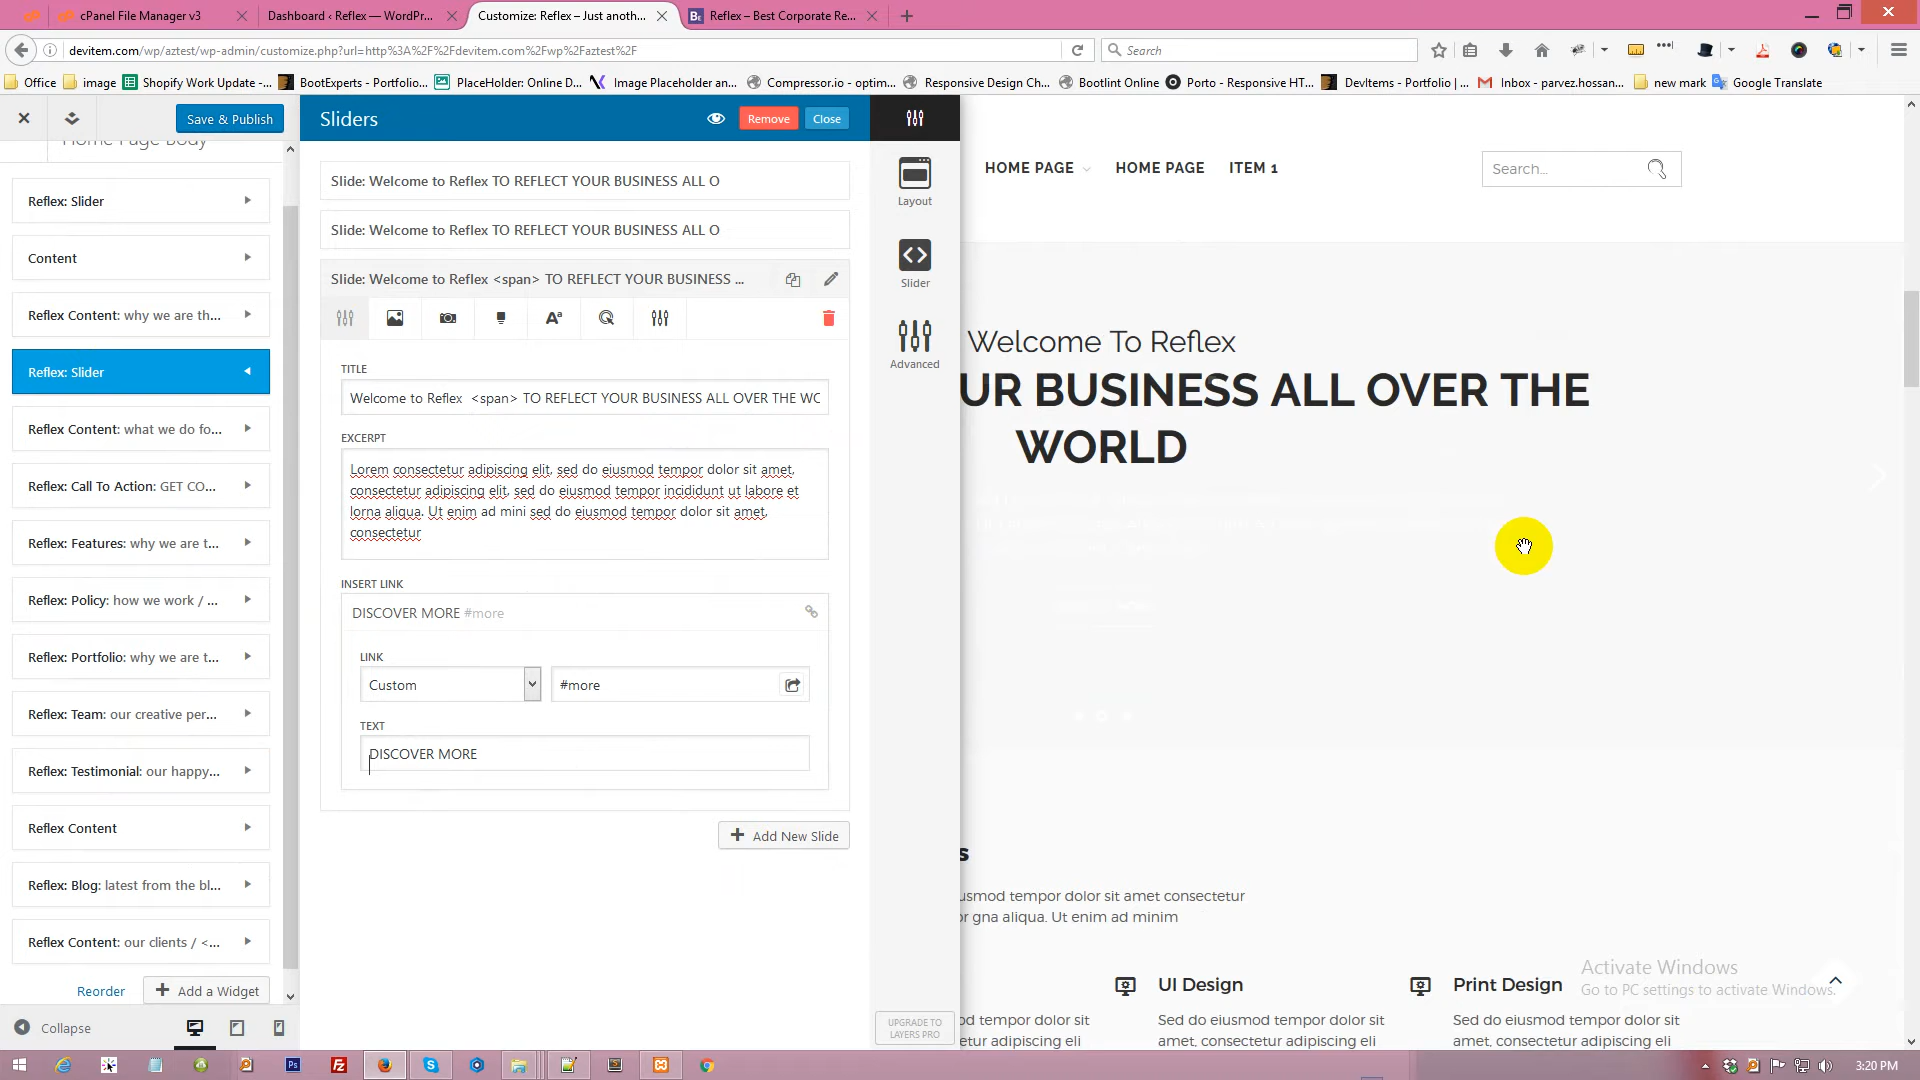 cPanel File Manager v3
Dashboard ‹ Reflex — WordPr...
Customize: Reflex – Just anoth...
Reflex – Best Corporate Re...
devitem.com/wp/aztest/wp-admin/customize.php?url=http%3A%2F%2Fdevitem.com%2Fwp%2Faztest%2F
Search
Office
image
Shopify Work Update -...
BootExperts - Portfolio...
PlaceHolder: Online D...
Image Placeholder an...
Compressor.io - optim...
Responsive Design Ch...
Bootlint Online
Porto - Responsive HT...
DevItems - Portfolio |...
Inbox - parvez.hossan...
new mark
Google Translate
Save & Publish
Home Page Body
Reflex: Slider
Content
Reflex Content: why we are th...
Reflex: Slider
Reflex Content: what we do fo...
Reflex: Call To Action: GET CO...
Reflex: Features: why we are t...
Reflex: Policy: how we work / ...
Reflex: Portfolio: why we are t...
Reflex: Team: our creative per...
Reflex: Testimonial: our happy...
Reflex Content
Reflex: Blog: latest from the bl...
Reflex Content: our clients / <...
Reorder
Add a Widget
Collapse
Sliders
Remove
Close
Slide: Welcome to Reflex TO REFLECT YOUR BUSINESS ALL O
Slide: Welcome to Reflex TO REFLECT YOUR BUSINESS ALL O
Slide: Welcome to Reflex <span> TO REFLECT YOUR BUSINESS ...
TITLE
Welcome to Reflex <span> TO REFLECT YOUR BUSINESS ALL OVER THE WO
EXCERPT
Lorem consectetur adipiscing elit, sed do eiusmod tempor dolor sit amet,
consectetur adipiscing elit, sed do eiusmod tempor incididunt ut labore et
lorna aliqua. Ut enim ad mini sed do eiusmod tempor dolor sit amet,
consectetur
INSERT LINK
DISCOVER MORE #more
LINK
Custom
#more
TEXT
DISCOVER MORE
Add New Slide
Layout
Slider
Advanced
UPGRADE TO
LAYERS PRO
HOME PAGE
HOME PAGE
ITEM 1
Search...
Welcome To Reflex
UR BUSINESS ALL OVER THE
WORLD
s
usmod tempor dolor sit amet consectetur
or gna aliqua. Ut enim ad minim
UI Design
Print Design
od tempor dolor sit
amet, consectetur adipiscing eli
Sed do eiusmod tempor dolor sit
amet, consectetur adipiscing eli
Sed do eiusmod tempor dolor sit
amet, consectetur adipiscing eli
Activate Windows
Go to PC settings to activate Windows.
3:20 PM